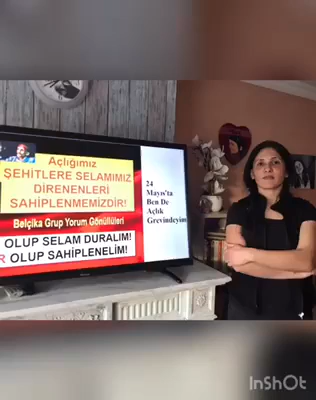 Açlığımız
ŞEHİTLERE SELAMIMIZ
DİRENENLERİ
SAHİPLENMEMİZDİR!
Belçika Grup Yorum Gönüllüleri
OLUP SELAM DURALIM!
R OLUP SAHİPLENELİM!
24
Mayıs'ta
Ben De
Açlık
Grevindeyim
InShOt